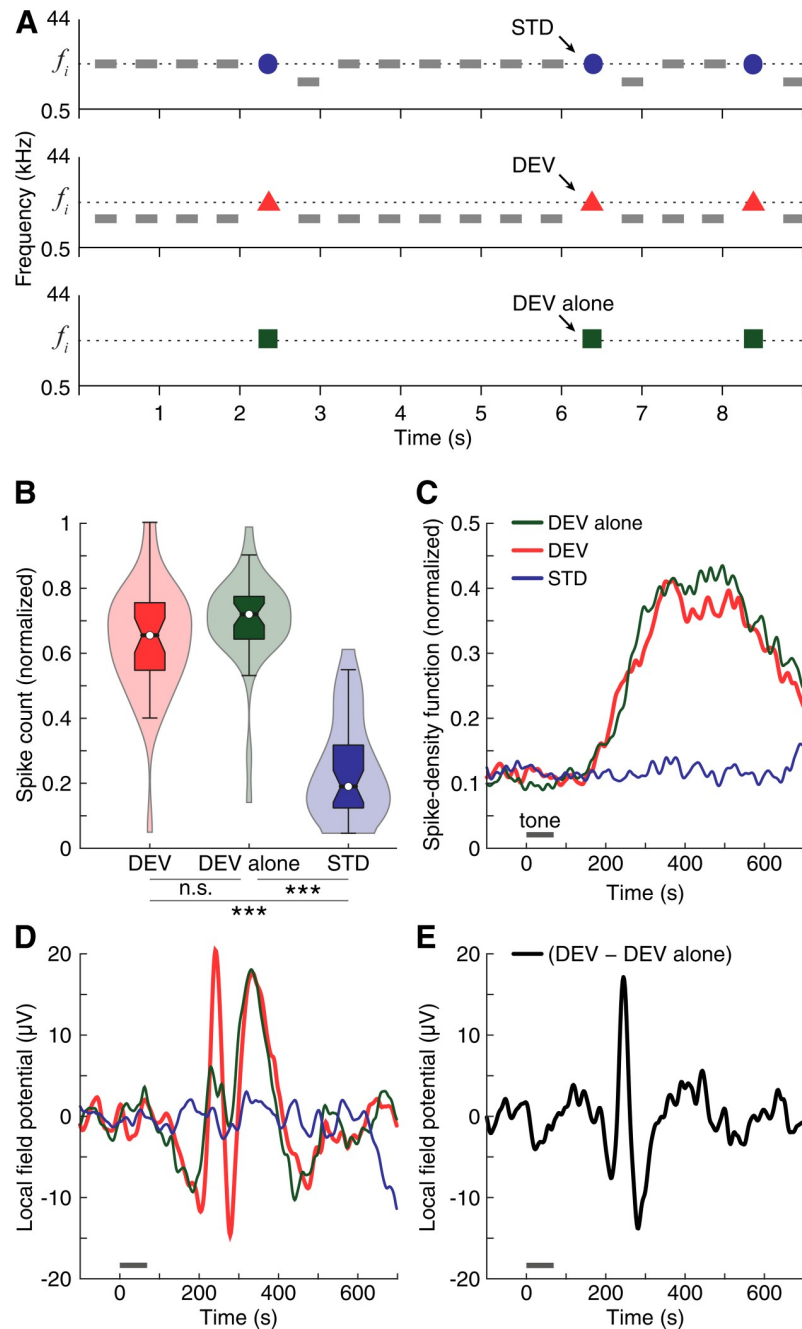 A
44
STD
f_i
0.5
DEV
44
f_i
0.5
Frequency (kHz)
DEV alone
44
f_i
0.5
1 2 3 4 5 6 7 8
Time (s)
B
1
0.8
0.6
0.4
0.2
0
Spike count (normalized)
DEV DEV alone STD
n.s. ***
***
C
0.5
0.4
0.3
0.2
0.1
0
Spike-density function (normalized)
DEV alone
DEV
STD
tone
0 200 400 600
Time (s)
D
20
10
0
-10
-20
Local field potential (μV)
0 200 400 600
Time (s)
E
20
10
0
-10
-20
Local field potential (μV)
(DEV − DEV alone)
0 200 400 600
Time (s)